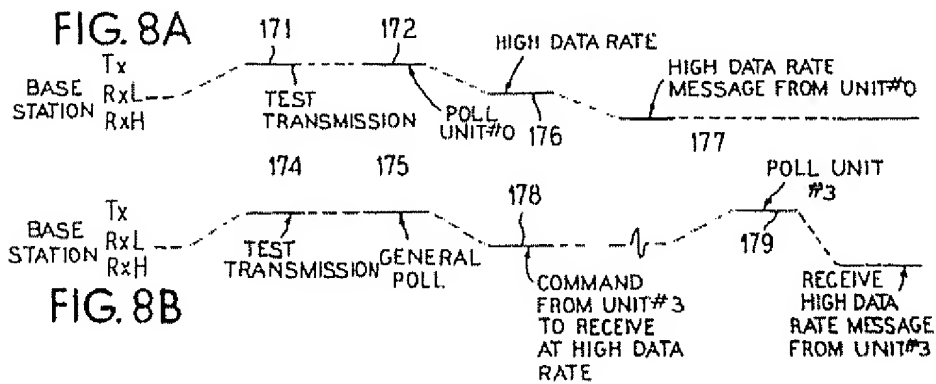 FIG. 8A
171
172
HIGH DATA RATE
HIGH DATA RATE
MESSAGE FROM UNIT#0
BASE
STATION
Tx
RxL
RxH
TEST
TRANSMISSION
POLL
UNIT#0
176
177
174
175
178
POLL UNIT
#3
BASE
STATION
Tx
RxL
RxH
TEST
TRANSMISSION
GENERAL
POLL
179
FIG. 8B
COMMAND
FROM UNIT#3
TO RECEIVE
AT HIGH DATA
RATE
RECEIVE
HIGH DATA
RATE MESSAGE
FROM UNIT#3